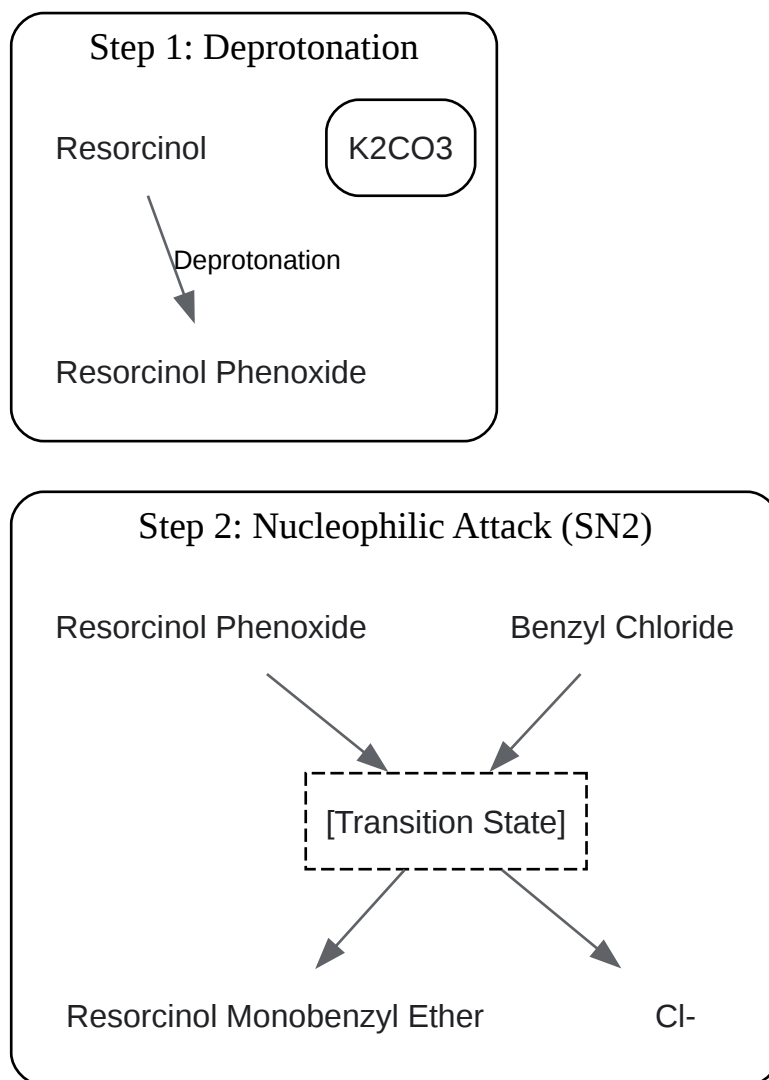 Step 1: Deprotonation
Resorcinol
K2CO3
Deprotonation
Resorcinol Phenoxide
Step 2: Nucleophilic Attack (SN2)
Resorcinol Phenoxide
Benzyl Chloride
[Transition State]
Resorcinol Monobenzyl Ether
Cl-